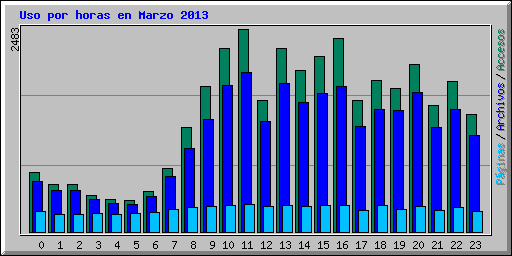 Uso por horas en Marzo 2013
2483
Páginas / Archivos / Accesos
0 1 2 3 4 5 6 7 8 9 10 11 12 13 14 15 16 17 18 19 20 21 22 23